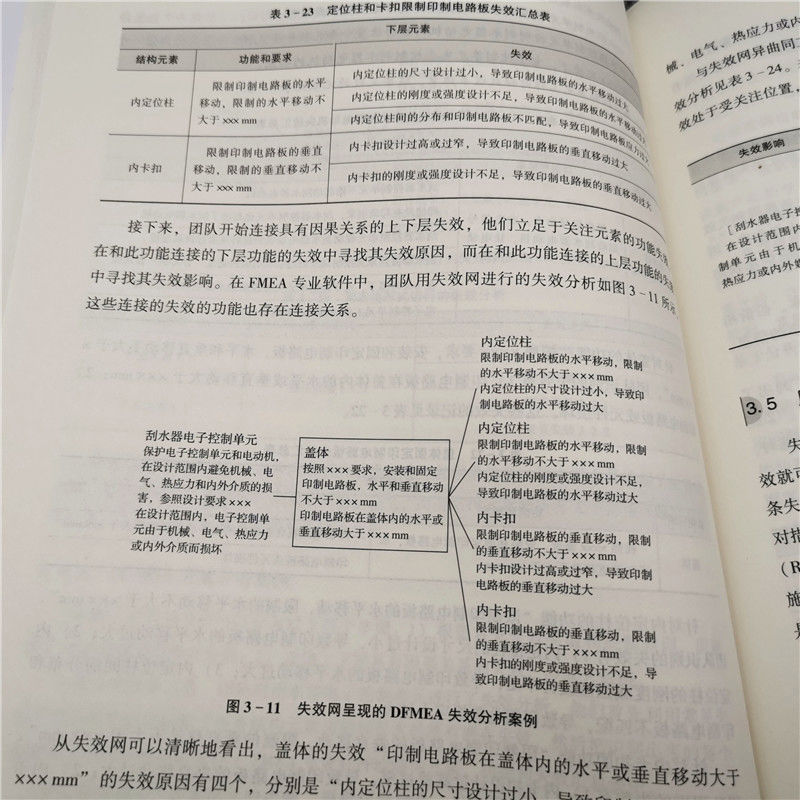 表3-23 定位柱和卡扣限制印制电路板失效汇总表
下层元素
结构元素 功能和要求 失效
内定位柱
限制印制电路板的水平
移动，限制的水平移动不
大于 xxx mm
内定位柱的尺寸设计过小，导致印制电路板的水平移动过大
内定位柱的刚度或强度设计不足，导致印制电路板的水平移动过大
内定位柱间的分布和印制电路板不匹配，导致印制电路板应力过大
内卡扣
限制印制电路板的垂直
移动，限制的垂直移动不
大于 xxx mm
内卡扣设计过高或过窄，导致印制电路板的垂直移动过大
内卡扣的刚度或强度设计不足，导致印制电路板的垂直移动过大
接下来，团队开始连接具有因果关系的上下层失效，他们立足于关注元素的功能失效
在和此功能连接的下层功能的失效中寻找其失效原因，而在和此功能连接的上层功能的失效
中寻找其失效影响。在 FMEA 专业软件中，团队用失效网进行的失效分析如图 3-11 所示
这些连接的失效的功能也存在连接关系。
刮水器电子控制单元
保护电子控制单元和电动机，
在设计范围内避免机械、电
气、热应力和内外介质的损
害，参照设计要求 ×××
在设计范围内，电子控制单
元由于机械、电气、热应力
或内外介质而损坏
盖体
按照 ××× 要求，安装和固定
印制电路板，水平和垂直移动
不大于 ××× mm
印制电路板在盖体内的水平或
垂直移动大于 ××× mm
内定位柱
限制印制电路板的水平移动，限制
的水平移动不大于 ××× mm
内定位柱的尺寸设计过小，导致印
制电路板的水平移动过大
内定位柱
限制印制电路板的水平移动，限制
的水平移动不大于 ××× mm
内定位柱的刚度或强度设计不足，
导致印制电路板的水平移动过大
内卡扣
限制印制电路板的垂直移动，限制
的垂直移动不大于 ××× mm
内卡扣设计过高或过窄，导致印制
电路板的垂直移动过大
内卡扣
限制印制电路板的垂直移动，限制
的垂直移动不大于 ××× mm
内卡扣的刚度或强度设计不足，导
致印制电路板的垂直移动过大
图 3-11 失效网呈现的 DFMEA 失效分析案例
从失效网可以清晰地看出，盖体的失效“印制电路板在盖体内的水平或垂直移动大于
××× mm”的失效原因有四个，分别是“内定位柱的尺寸设计过小，导致
械、电气、热应力或内
与失效网异曲同
效分析见表 3-24。
效处于受关注位置，
失效影响
[刮水器电子控
在设计范围内
制单元由于机
热应力或内外
3.5
失
效就可
条失
对指
(R
施
是